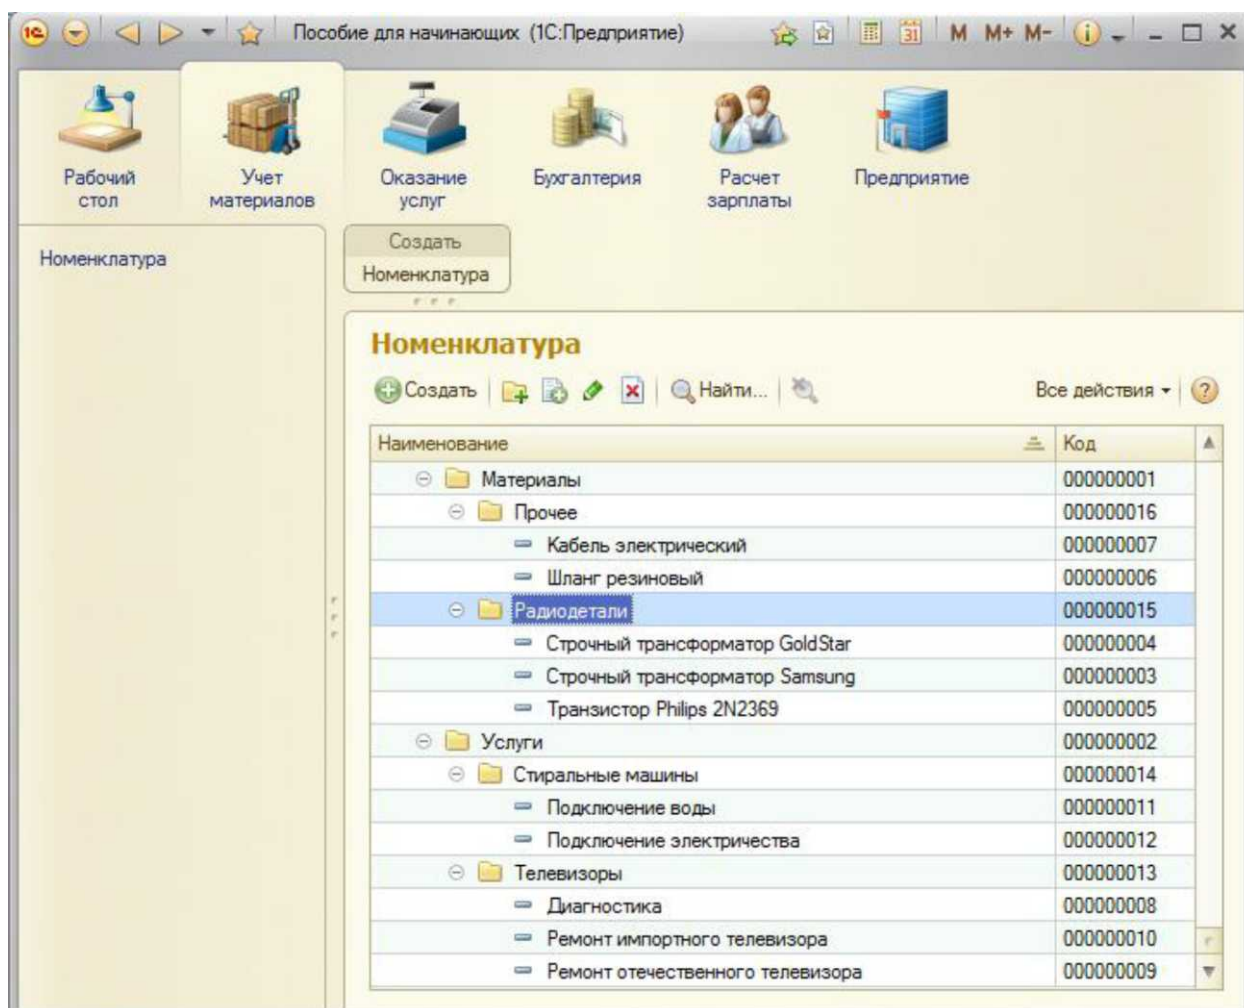 1С Пособие для начинающих (1С:Предприятие) 31 M M+ M-
Рабочий стол
Учет материалов
Оказание услуг
Бухгалтерия
Расчет зарплаты
Предприятие
Номенклатура
Создать
Номенклатура
Номенклатура
Создать Найти... Все действия ?
Наименование Код
Материалы 000000001
Прочее 000000016
Кабель электрический 000000007
Шланг резиновый 000000006
Радиодетали 000000015
Строчный трансформатор GoldStar 000000004
Строчный трансформатор Samsung 000000003
Транзистор Philips 2N2369 000000005
Услуги 000000002
Стиральные машины 000000014
Подключение воды 000000011
Подключение электричества 000000012
Телевизоры 000000013
Диагностика 000000008
Ремонт импортного телевизора 000000010
Ремонт отечественного телевизора 000000009